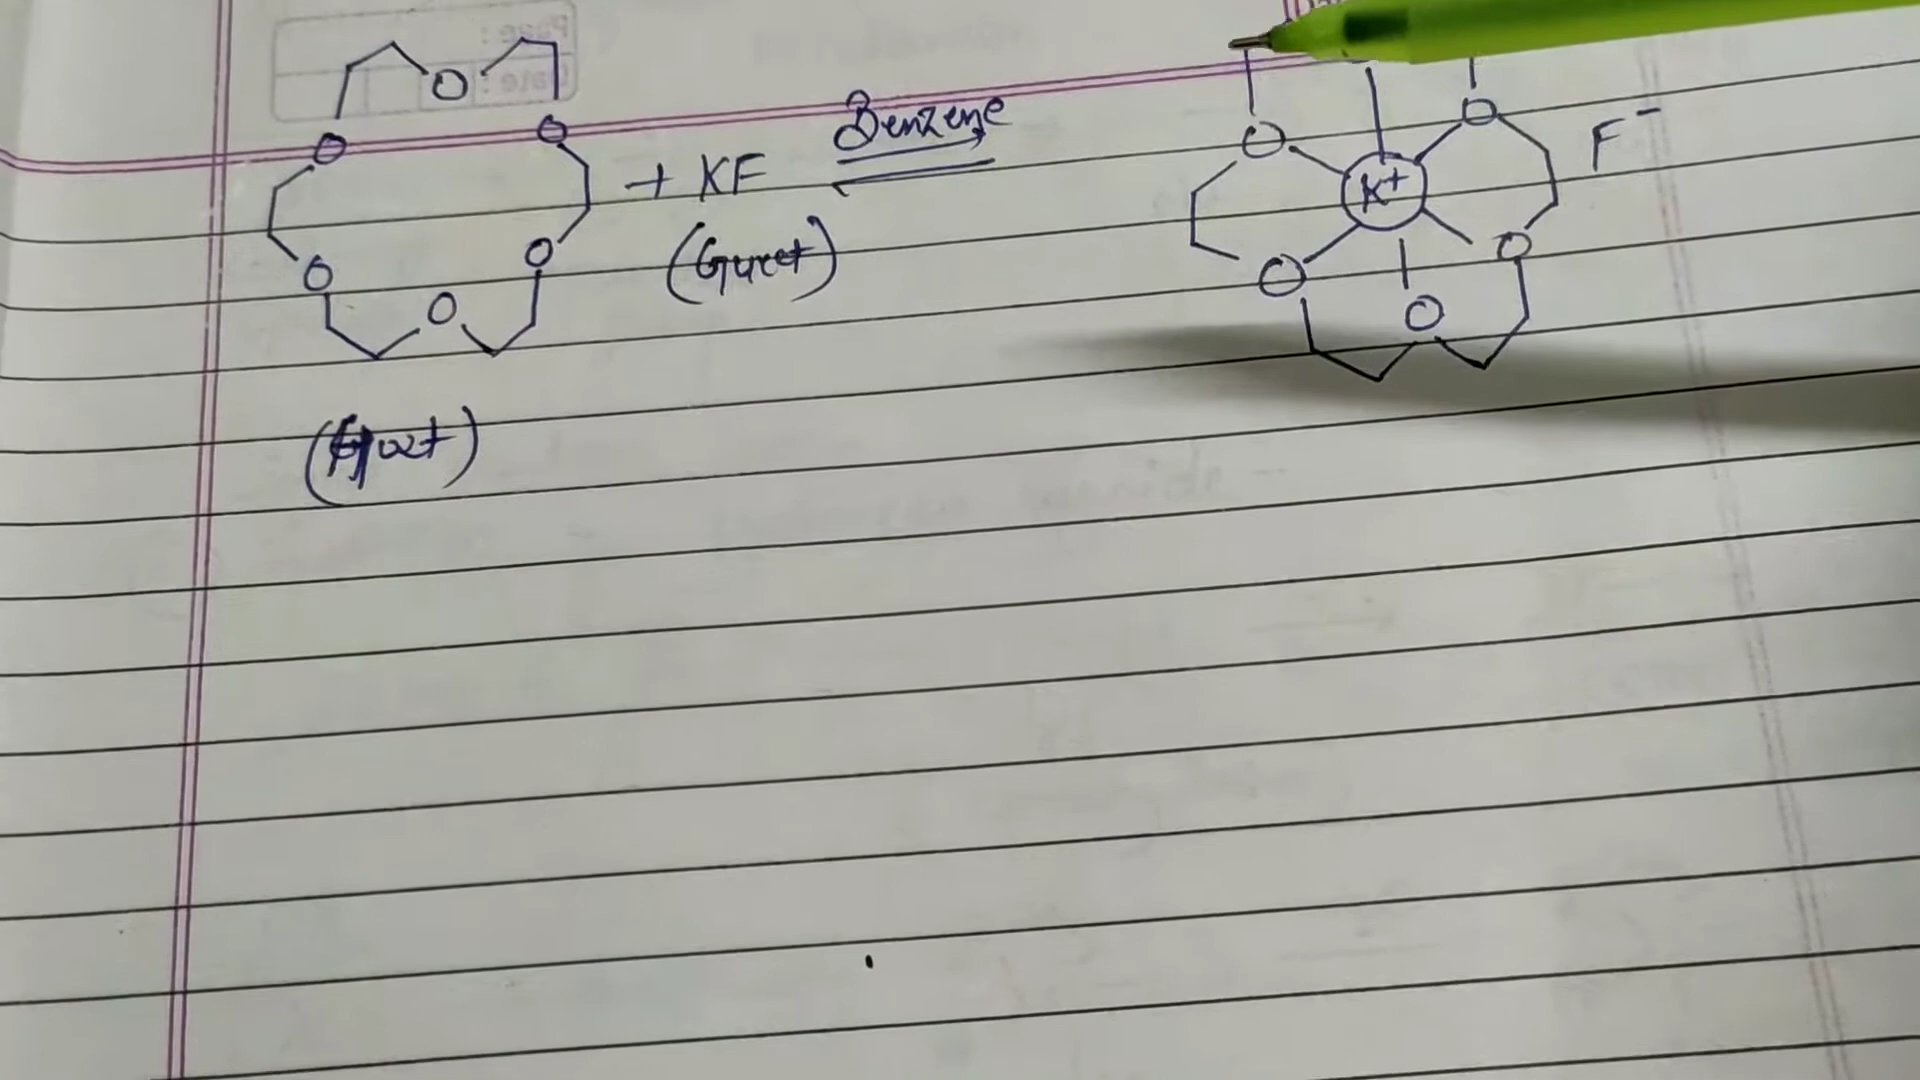 O
O O + KF Benzene O K+ O F-
O O (Guest) O O
O O
(Host)